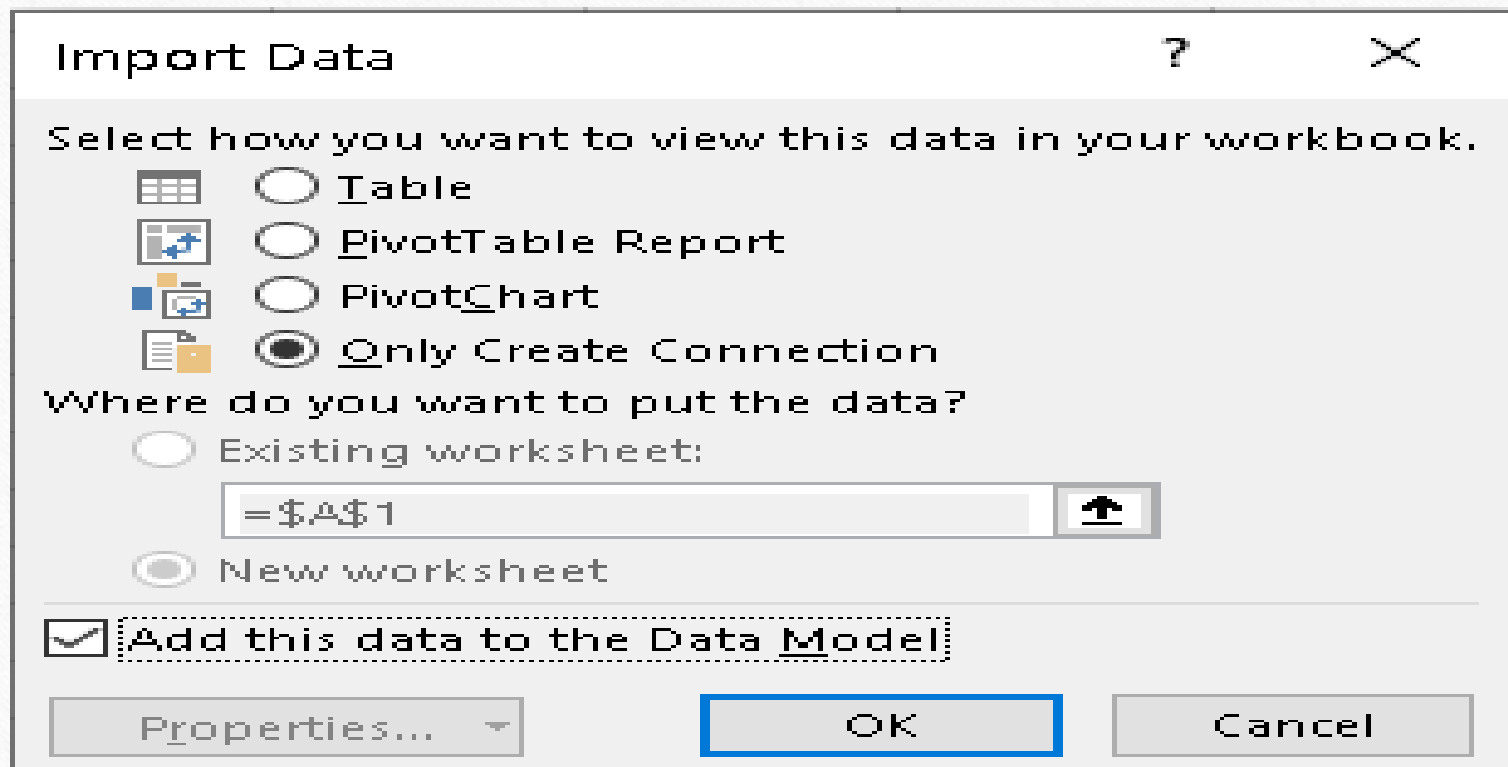 Import Data ?
Select how you want to view this data in your workbook.
Table
PivotTable Report
PivotChart
Only Create Connection
Where do you want to put the data?
Existing worksheet:
=$A$1
New worksheet
Add this data to the Data Model
Properties... OK Cancel